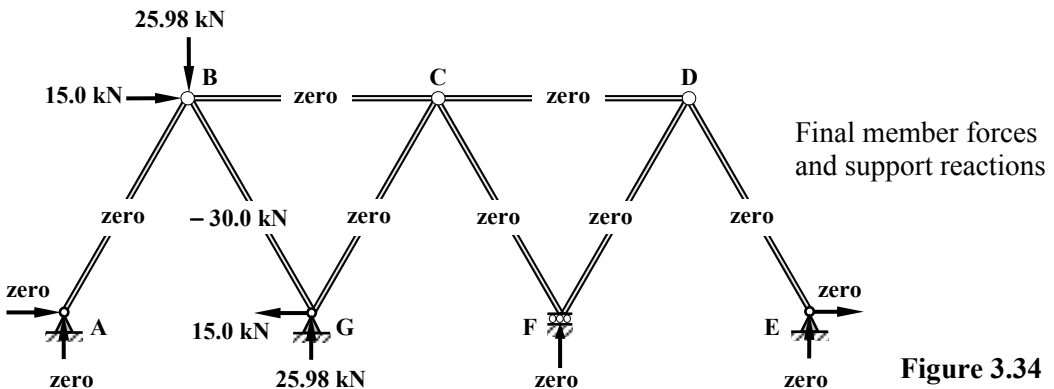 25.98 kN
B
C
D
15.0 kN
zero
zero
Final member forces
and support reactions
zero
– 30.0 kN
zero
zero
zero
zero
zero
zero
A
15.0 kN
G
F
E
zero
25.98 kN
zero
zero
Figure 3.34